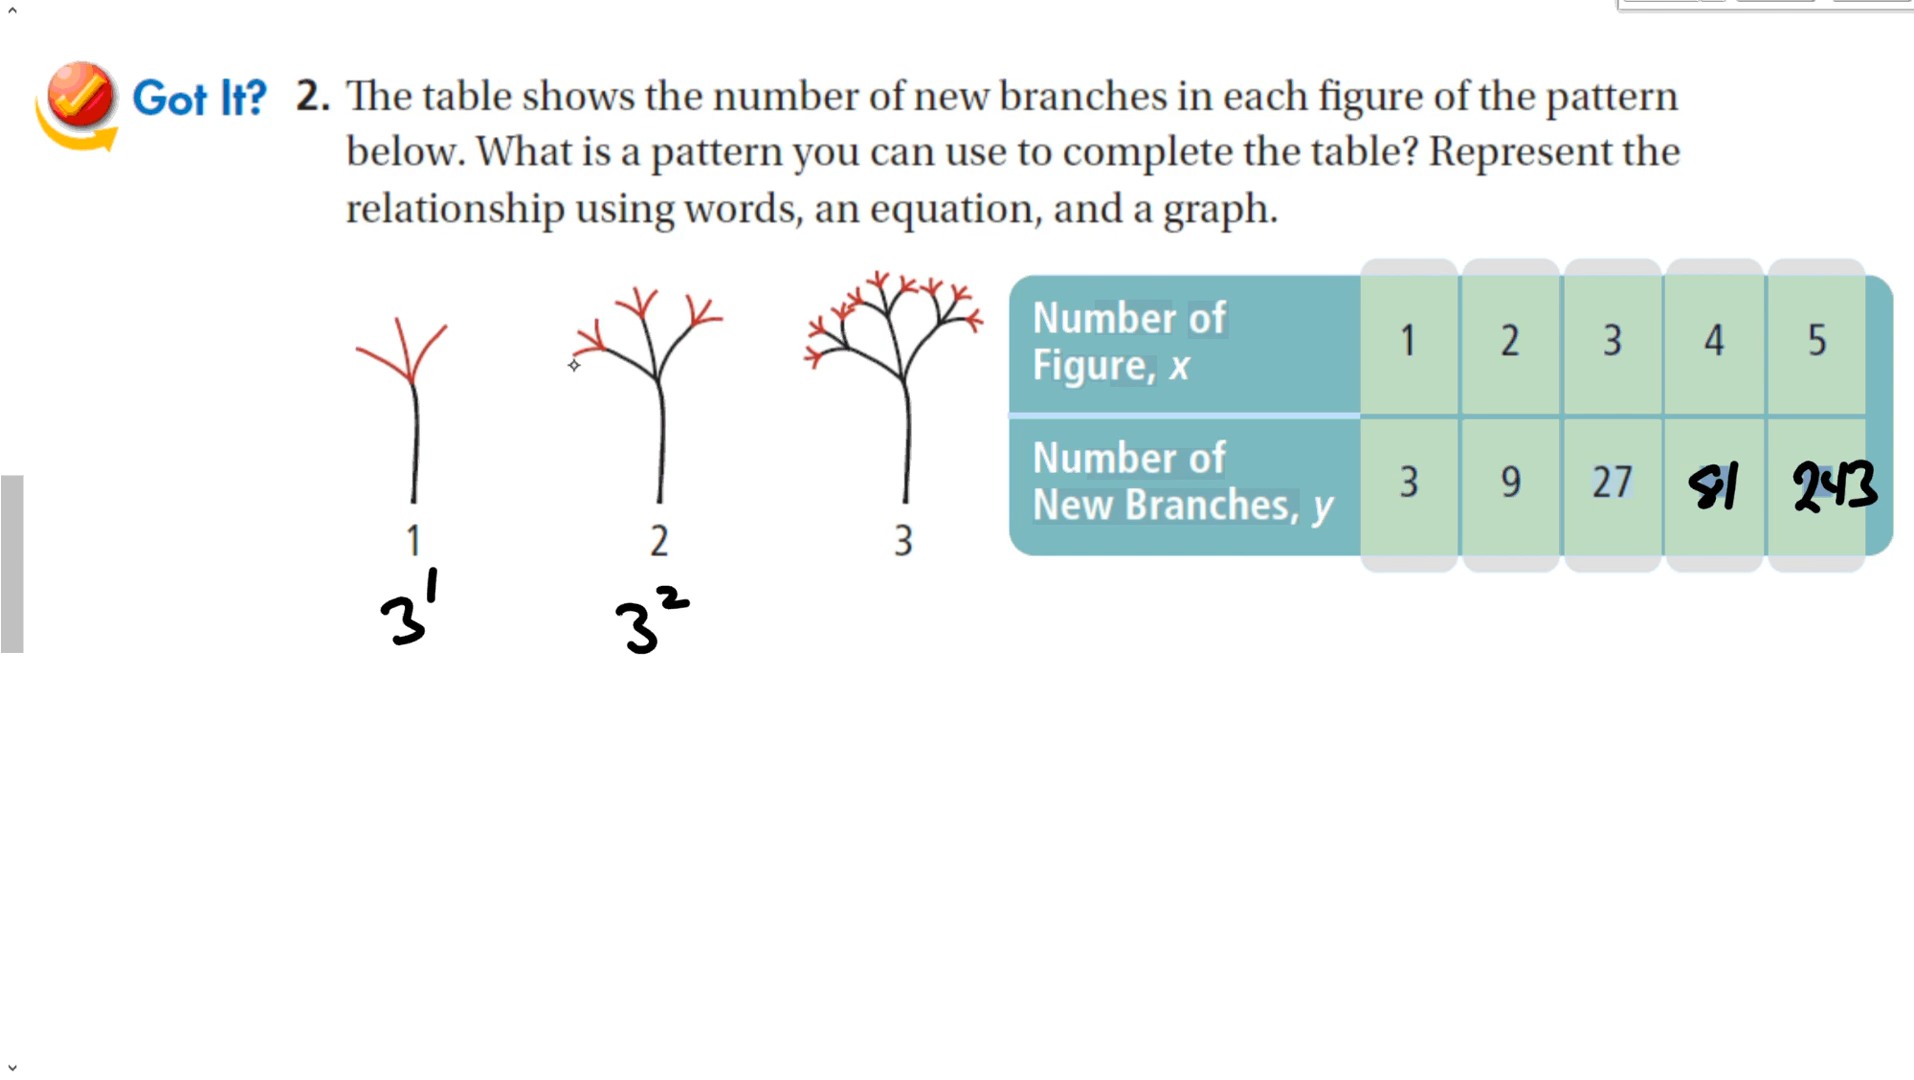 Got It? 2. The table shows the number of new branches in each figure of the pattern
below. What is a pattern you can use to complete the table? Represent the
relationship using words, an equation, and a graph.
Number of Figure, x 1 2 3 4 5
Number of New Branches, y 3 9 27 81 243
1 2 3
3¹ 3²